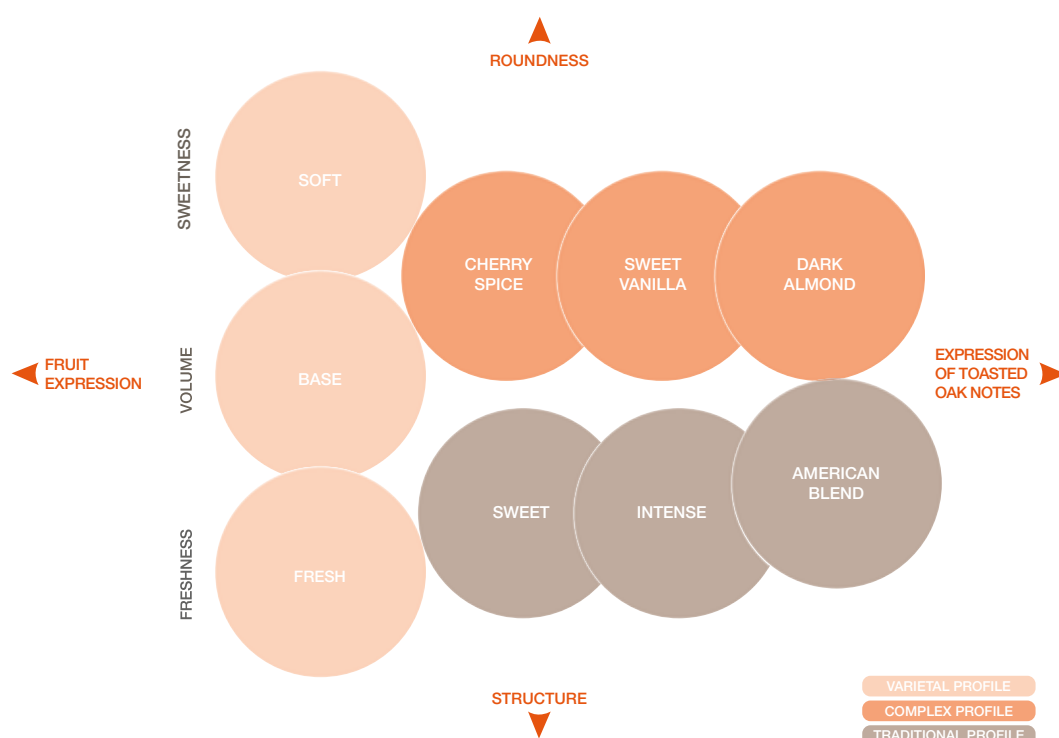 ROUNDNESS
SWEETNESS
SOFT
CHERRY
SPICE
SWEET
VANILLA
DARK
ALMOND
FRUIT
EXPRESSION
VOLUME
BASE
EXPRESSION
OF TOASTED
OAK NOTES
AMERICAN
BLEND
SWEET
INTENSE
FRESHNESS
FRESH
STRUCTURE
VARIETAL PROFILE
COMPLEX PROFILE
TRADITIONAL PROFILE